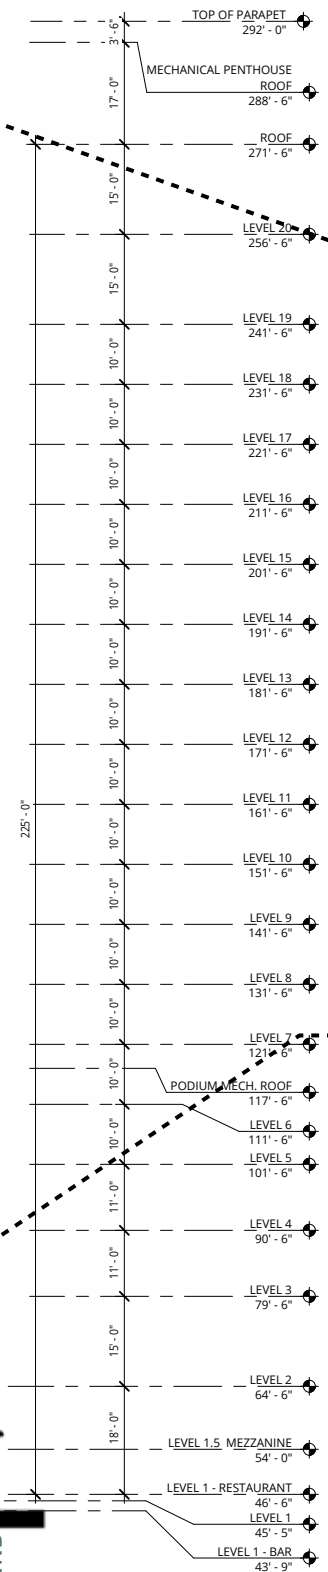 TOP OF PARAPET
292' - 0"
3' - 6"
MECHANICAL PENTHOUSE
ROOF
288' - 6"
17' - 0"
ROOF
271' - 6"
15' - 0"
LEVEL 20
256' - 6"
15' - 0"
LEVEL 19
241' - 6"
10' - 0"
LEVEL 18
231' - 6"
10' - 0"
LEVEL 17
221' - 6"
10' - 0"
LEVEL 16
211' - 6"
10' - 0"
LEVEL 15
201' - 6"
10' - 0"
LEVEL 14
191' - 6"
10' - 0"
LEVEL 13
181' - 6"
10' - 0"
LEVEL 12
171' - 6"
10' - 0"
LEVEL 11
161' - 6"
225' - 0"
10' - 0"
LEVEL 10
151' - 6"
10' - 0"
LEVEL 9
141' - 6"
10' - 0"
LEVEL 8
131' - 6"
10' - 0"
LEVEL 7
121' - 6"
10' - 0"
PODIUM MECH. ROOF
117' - 6"
LEVEL 6
111' - 6"
10' - 0"
LEVEL 5
101' - 6"
11' - 0"
LEVEL 4
90' - 6"
11' - 0"
LEVEL 3
79' - 6"
15' - 0"
LEVEL 2
64' - 6"
18' - 0"
LEVEL 1.5 MEZZANINE
54' - 0"
LEVEL 1 - RESTAURANT
46' - 6"
LEVEL 1
45' - 5"
LEVEL 1 - BAR
43' - 9"